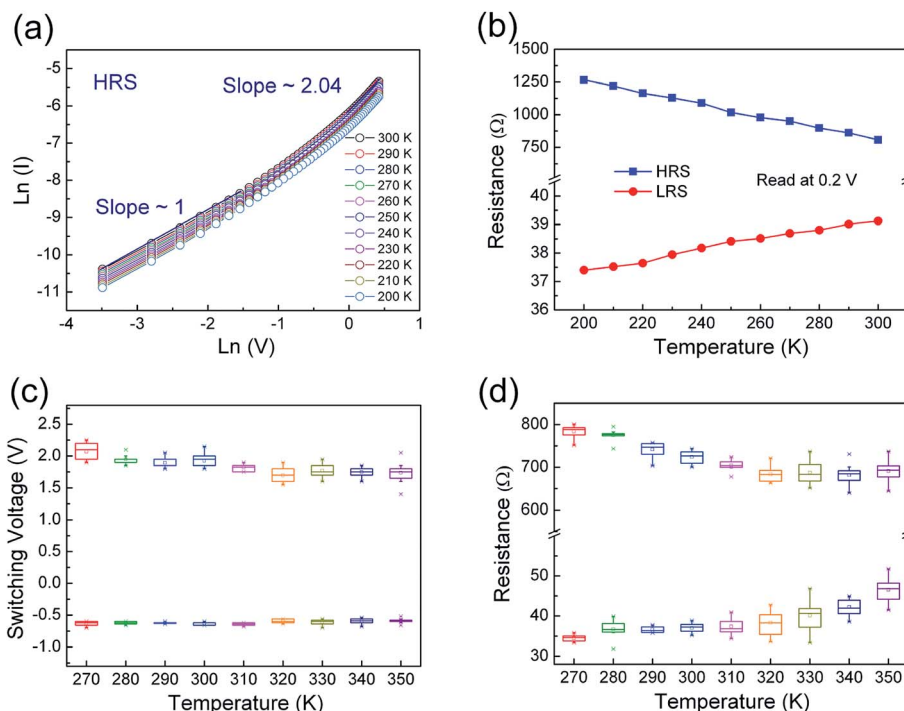 (a)
HRS
Slope ~ 2.04
Slope ~ 1
300 K
290 K
280 K
270 K
260 K
250 K
240 K
230 K
220 K
210 K
200 K
Ln (I)
-5
-6
-7
-8
-9
-10
-11
-4 -3 -2 -1 0 1
Ln (V)
(b)
Resistance (Ω)
1500
1250
1000
750
40
39
38
37
36
HRS
LRS
Read at 0.2 V
200 220 240 260 280 300
Temperature (K)
(c)
Switching Voltage (V)
2.5
2.0
1.5
1.0
0.5
0.0
-0.5
-1.0
270 280 290 300 310 320 330 340 350
Temperature (K)
(d)
Resistance (Ω)
800
700
600
50
40
30
270 280 290 300 310 320 330 340 350
Temperature (K)